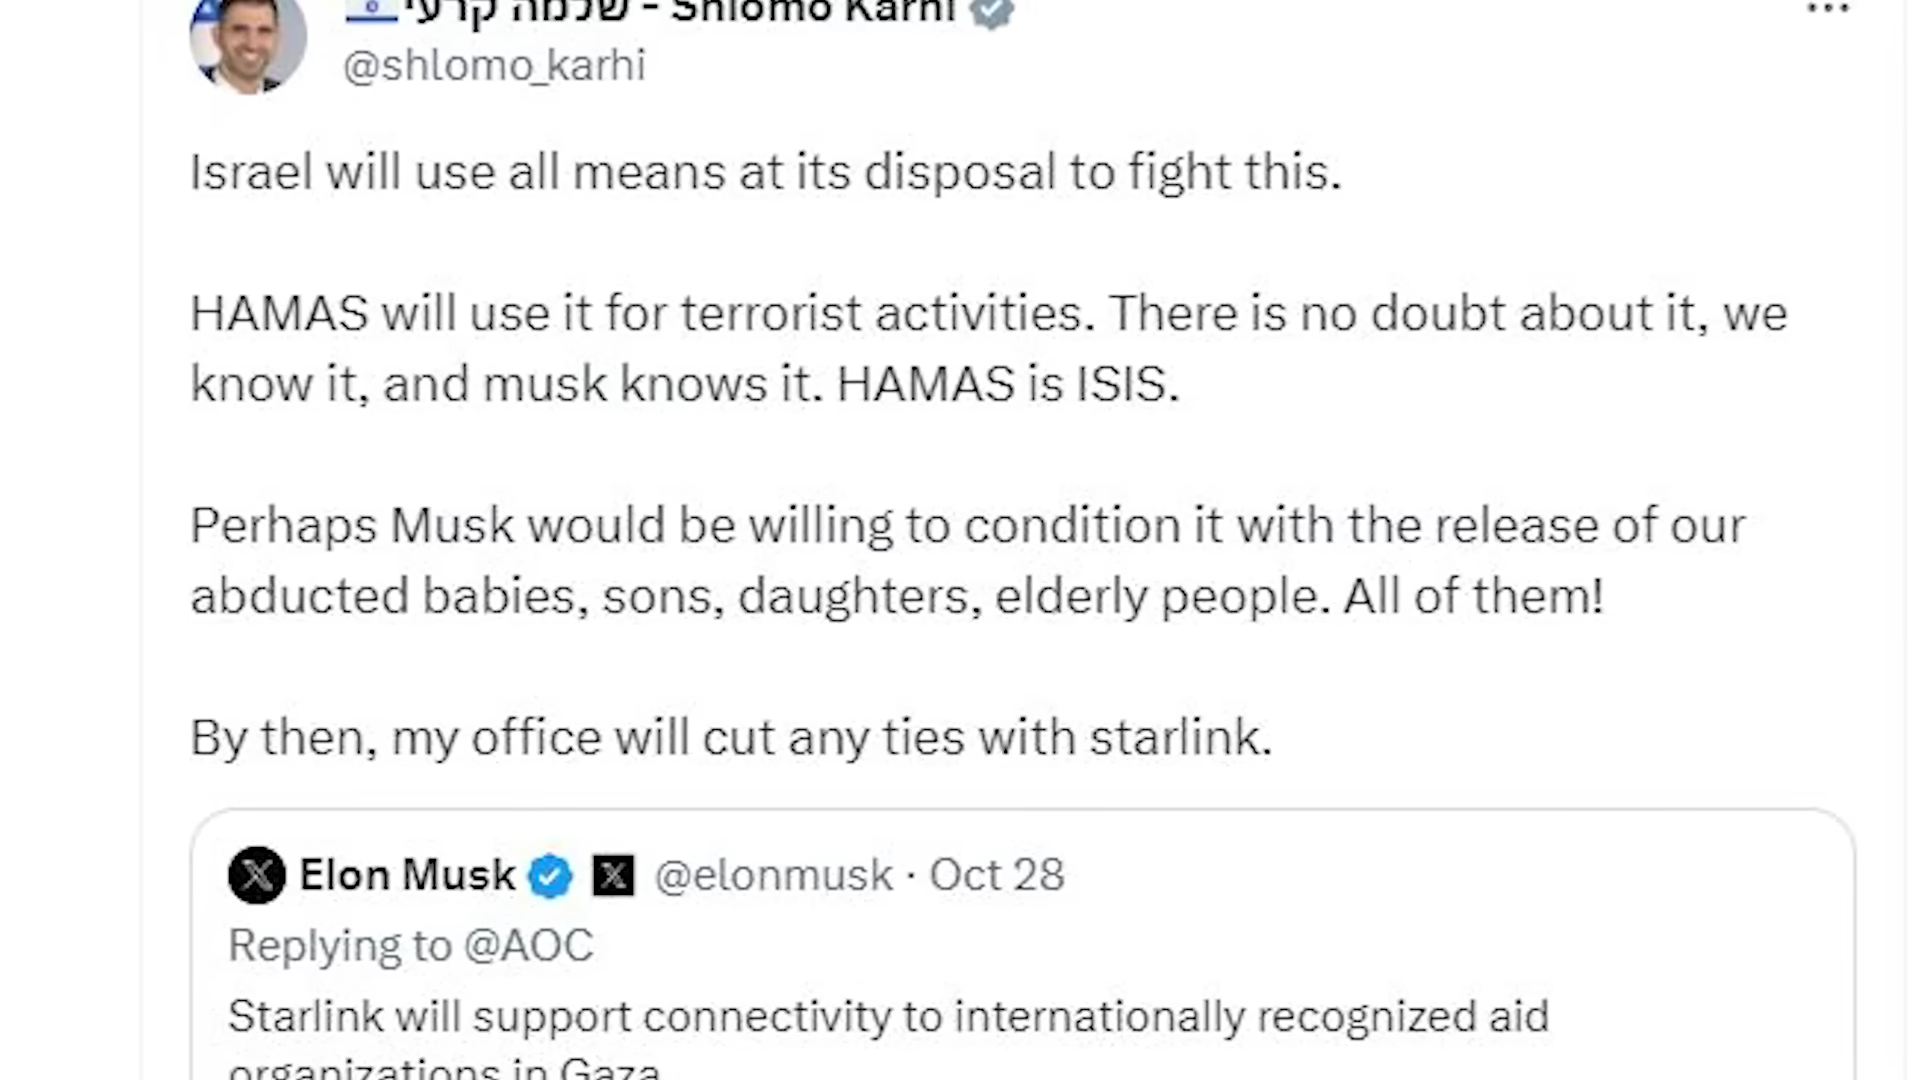 שלמה קרעי - Shlomo Karhi
@shlomo_karhi
Israel will use all means at its disposal to fight this.
HAMAS will use it for terrorist activities. There is no doubt about it, we
know it, and musk knows it. HAMAS is ISIS.
Perhaps Musk would be willing to condition it with the release of our
abducted babies, sons, daughters, elderly people. All of them!
By then, my office will cut any ties with starlink.
Elon Musk @elonmusk · Oct 28
Replying to @AOC
Starlink will support connectivity to internationally recognized aid
organizations in Gaza